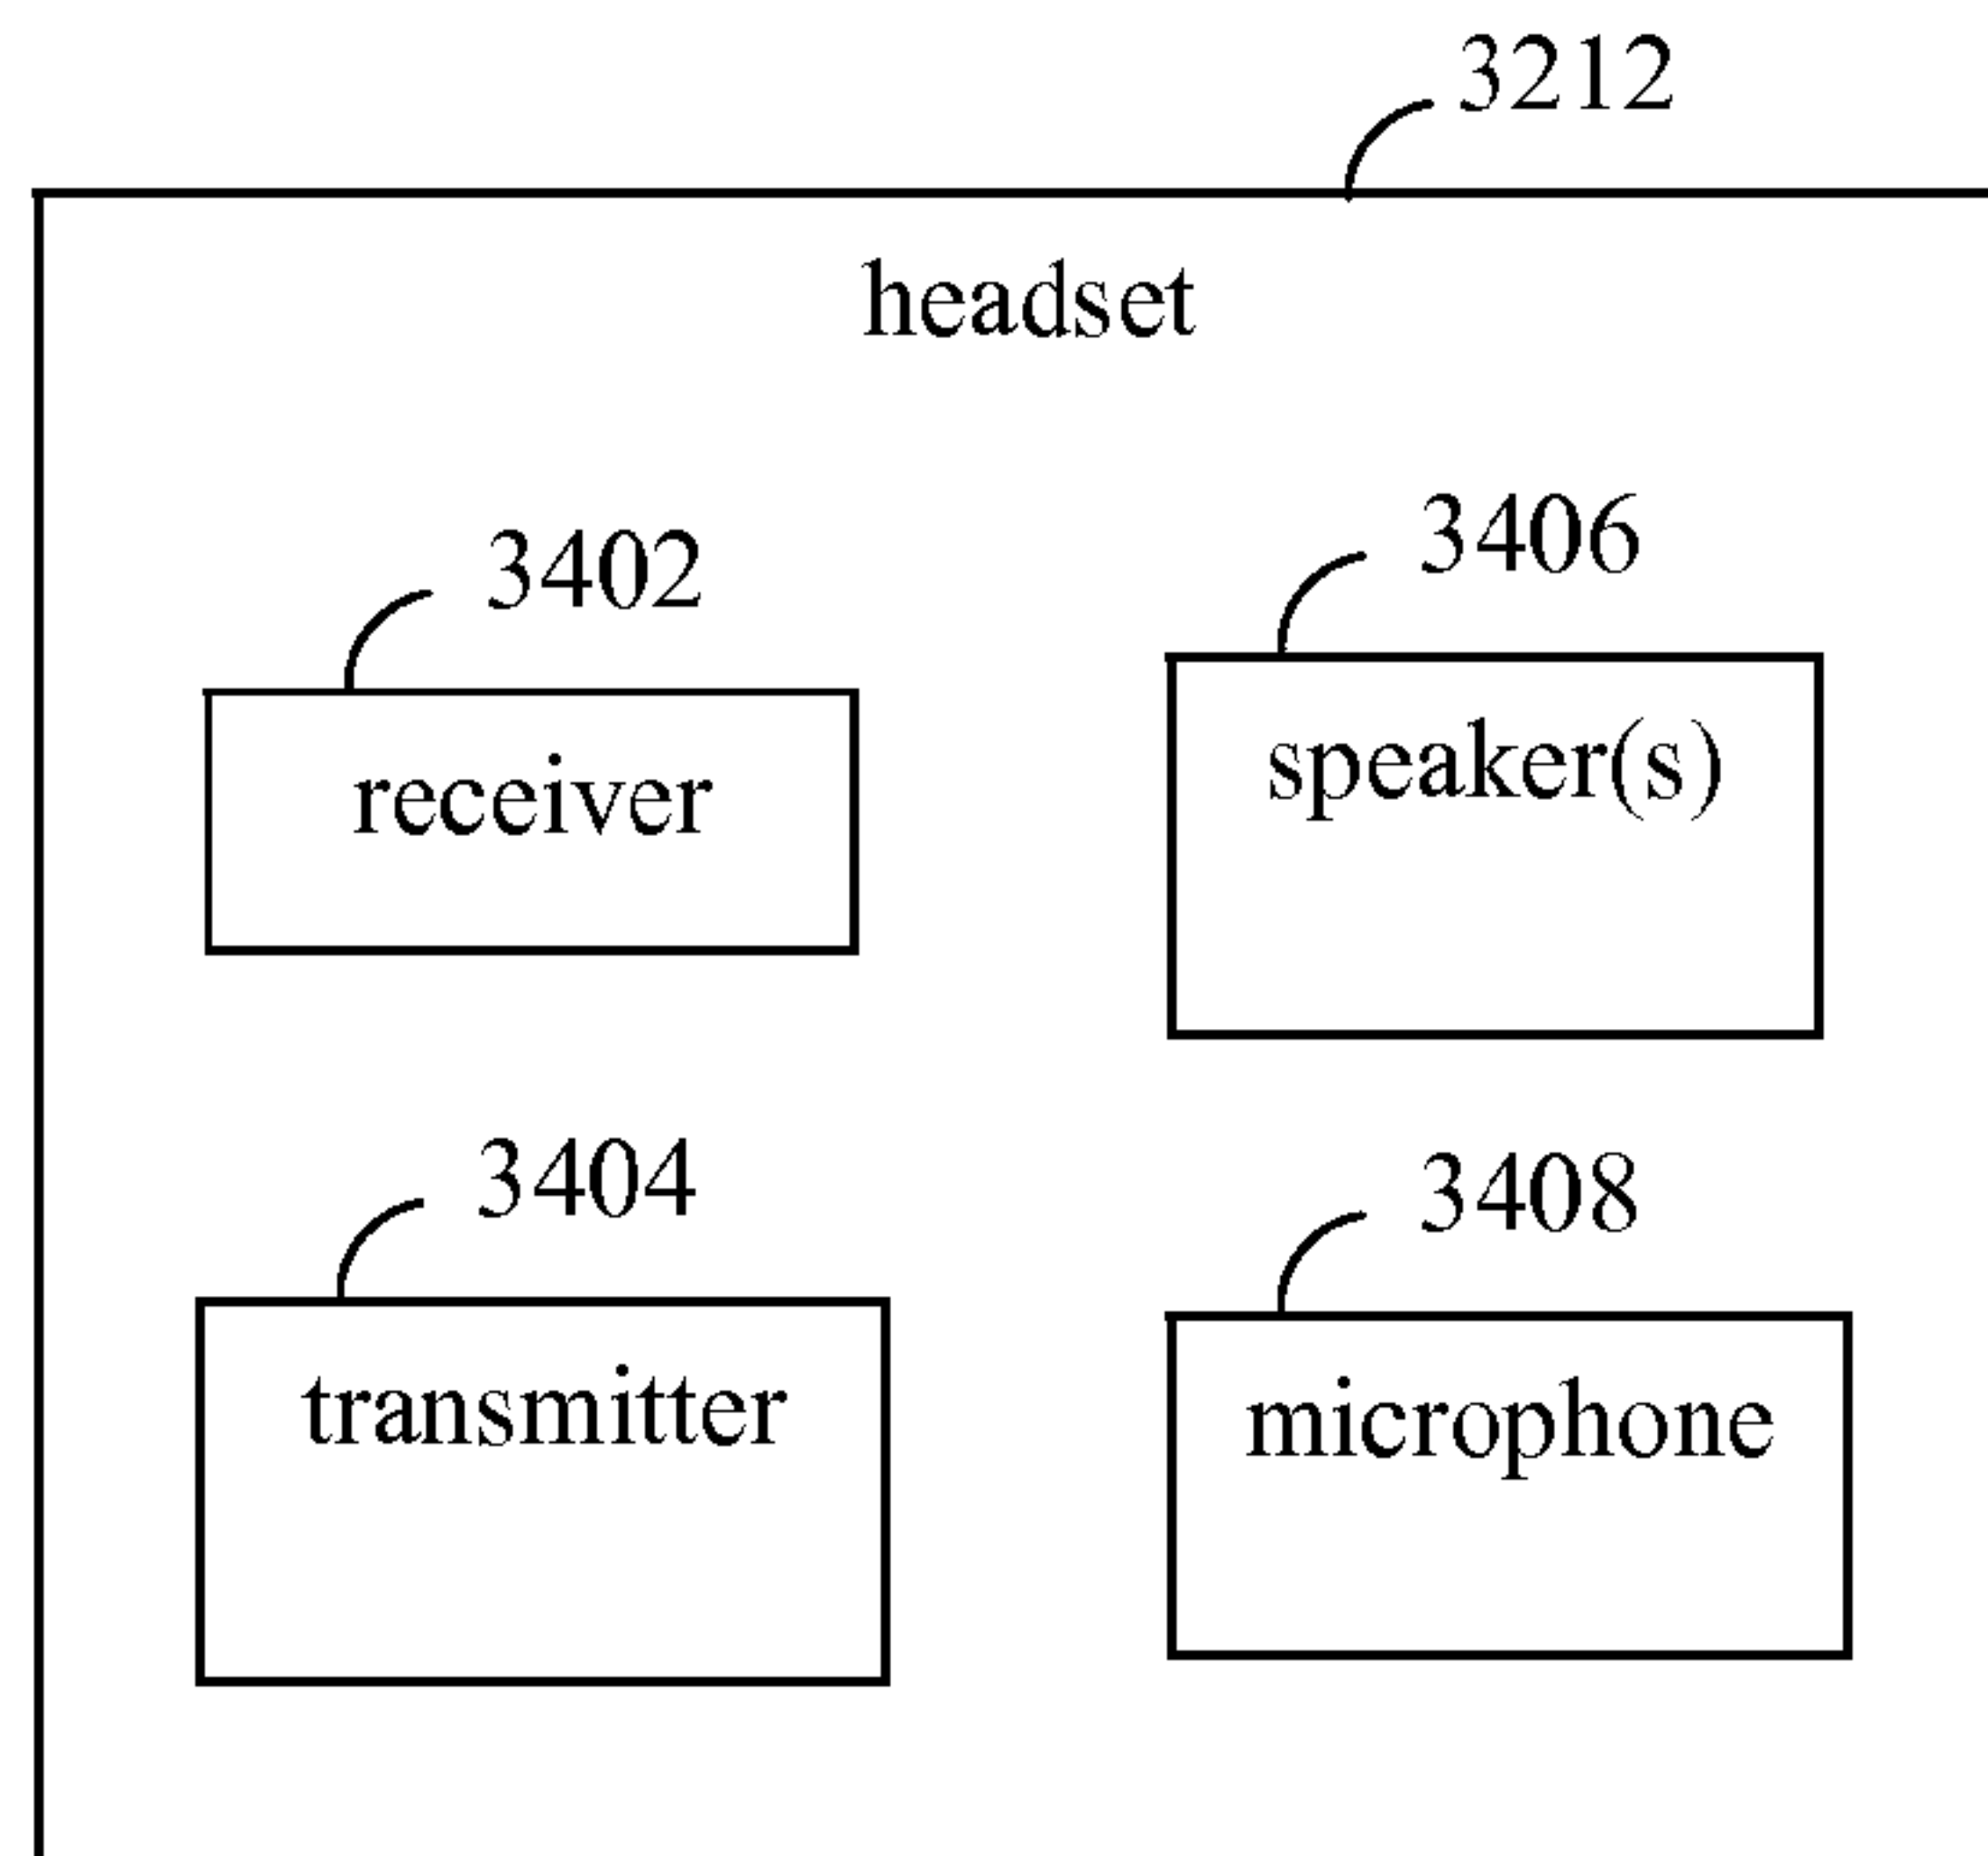 3212
headset
3402
receiver
3406
speaker(s)
3404
transmitter
3408
microphone